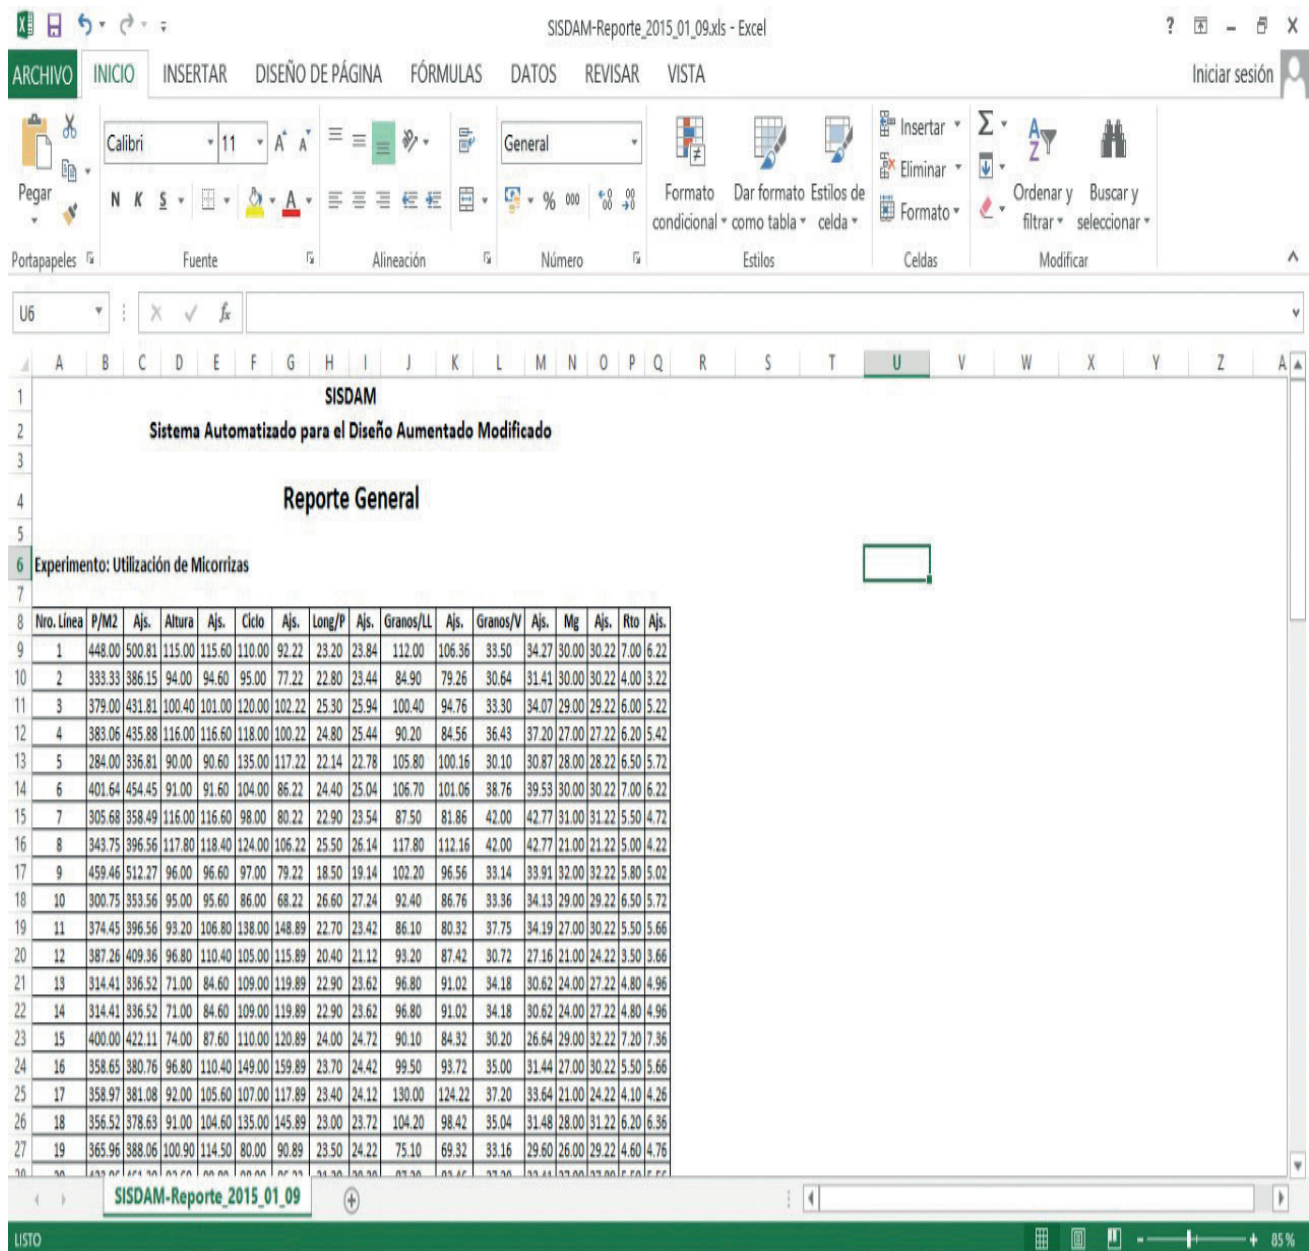 SISDAM-Reporte_2015_01_09.xls - Excel
?
ARCHIVO INICIO INSERTAR DISEÑO DE PÁGINA FÓRMULAS DATOS REVISAR VISTA Iniciar sesión
Calibri 11 General Insertar
Eliminar
Pegar N K S % 000 Formato condicional Dar formato como tabla Estilos de celda Formato Ordenar y filtrar Buscar y seleccionar
Portapapeles Fuente Alineación Número Estilos Celdas Modificar
U6 fx
A B C D E F G H I J K L M N O P Q R S T U V W X Y Z A
1 SISDAM
2 Sistema Automatizado para el Diseño Aumentado Modificado
3
4 Reporte General
5
6 Experimento: Utilización de Micorrizas
7
8 Nro. Línea P/M2 Ajs. Altura Ajs. Ciclo Ajs. Long/P Ajs. Granos/LL Ajs. Granos/V Ajs. Mg Ajs. Rto Ajs.
9 1 448.00 500.81 115.00 115.60 110.00 92.22 23.20 23.84 112.00 106.36 33.50 34.27 30.00 30.22 7.00 6.22
10 2 333.33 386.15 94.00 94.60 95.00 77.22 22.80 23.44 84.90 79.26 30.64 31.41 30.00 30.22 4.00 3.22
11 3 379.00 431.81 100.40 101.00 120.00 102.22 25.30 25.94 100.40 94.76 33.30 34.07 29.00 29.22 6.00 5.22
12 4 383.06 435.88 116.00 116.60 118.00 100.22 24.80 25.44 90.20 84.56 36.43 37.20 27.00 27.22 6.20 5.42
13 5 284.00 336.81 90.00 90.60 135.00 117.22 22.14 22.78 105.80 100.16 30.10 30.87 28.00 28.22 6.50 5.72
14 6 401.64 454.45 91.00 91.60 104.00 86.22 24.40 25.04 106.70 101.06 38.76 39.53 30.00 30.22 7.00 6.22
15 7 305.68 358.49 116.00 116.60 98.00 80.22 22.90 23.54 87.50 81.86 42.00 42.77 31.00 31.22 5.50 4.72
16 8 343.75 396.56 117.80 118.40 124.00 106.22 25.50 26.14 117.80 112.16 42.00 42.77 21.00 21.22 5.00 4.22
17 9 459.46 512.27 96.00 96.60 97.00 79.22 18.50 19.14 102.20 96.56 33.14 33.91 32.00 32.22 5.80 5.02
18 10 300.75 353.56 95.00 95.60 86.00 68.22 26.60 27.24 92.40 86.76 33.36 34.13 29.00 29.22 6.50 5.72
19 11 374.45 396.56 93.20 106.80 138.00 148.89 22.70 23.42 86.10 80.32 37.75 34.19 27.00 30.22 5.50 5.66
20 12 387.26 409.36 96.80 110.40 105.00 115.89 20.40 21.12 93.20 87.42 30.72 27.16 21.00 24.22 3.50 3.66
21 13 314.41 336.52 71.00 84.60 109.00 119.89 22.90 23.62 96.80 91.02 34.18 30.62 24.00 27.22 4.80 4.96
22 14 314.41 336.52 71.00 84.60 109.00 119.89 22.90 23.62 96.80 91.02 34.18 30.62 24.00 27.22 4.80 4.96
23 15 400.00 422.11 74.00 87.60 110.00 120.89 24.00 24.72 90.10 84.32 30.20 26.64 29.00 32.22 7.20 7.36
24 16 358.65 380.76 96.80 110.40 149.00 159.89 23.70 24.42 99.50 93.72 35.00 31.44 27.00 30.22 5.50 5.66
25 17 358.97 381.08 92.00 105.60 107.00 117.89 23.40 24.12 130.00 124.22 37.20 33.64 21.00 24.22 4.10 4.26
26 18 356.52 378.63 91.00 104.60 135.00 145.89 23.00 23.72 104.20 98.42 35.04 31.48 28.00 31.22 6.20 6.36
27 19 365.96 388.06 100.90 114.50 80.00 90.89 23.50 24.22 75.10 69.32 33.16 29.60 26.00 29.22 4.60 4.76
SISDAM-Reporte_2015_01_09
LISTO 85%